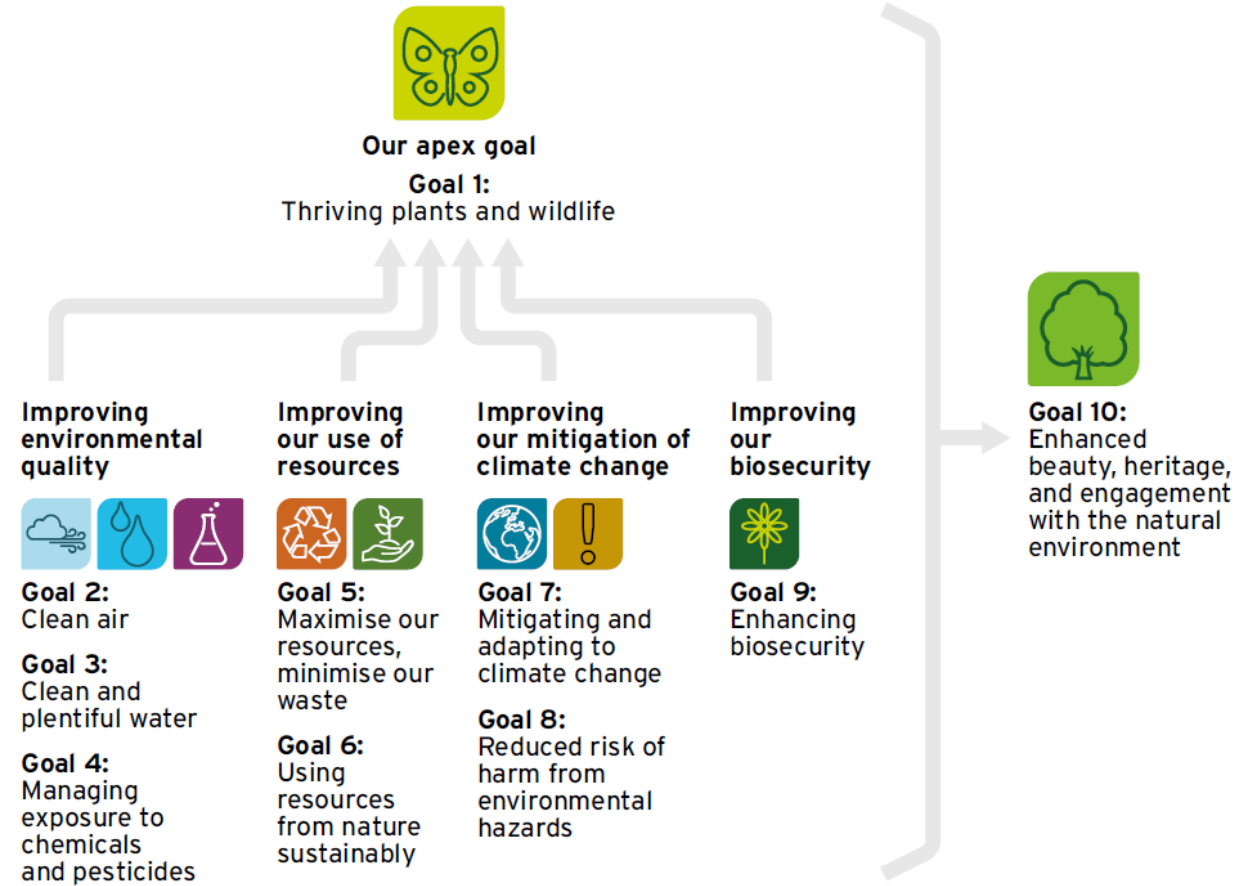 Our apex goal
Goal 1:
Thriving plants and wildlife
Improving
environmental
quality
Goal 2:
Clean air
Goal 3:
Clean and
plentiful water
Goal 4:
Managing
exposure to
chemicals
and pesticides
Improving
our use of
resources
Goal 5:
Maximise our
resources,
minimise our
waste
Goal 6:
Using
resources
from nature
sustainably
Improving
our mitigation of
climate change
Goal 7:
Mitigating and
adapting to
climate change
Goal 8:
Reduced risk of
harm from
environmental
hazards
Improving
our
biosecurity
Goal 9:
Enhancing
biosecurity
Goal 10:
Enhanced
beauty, heritage,
and engagement
with the natural
environment